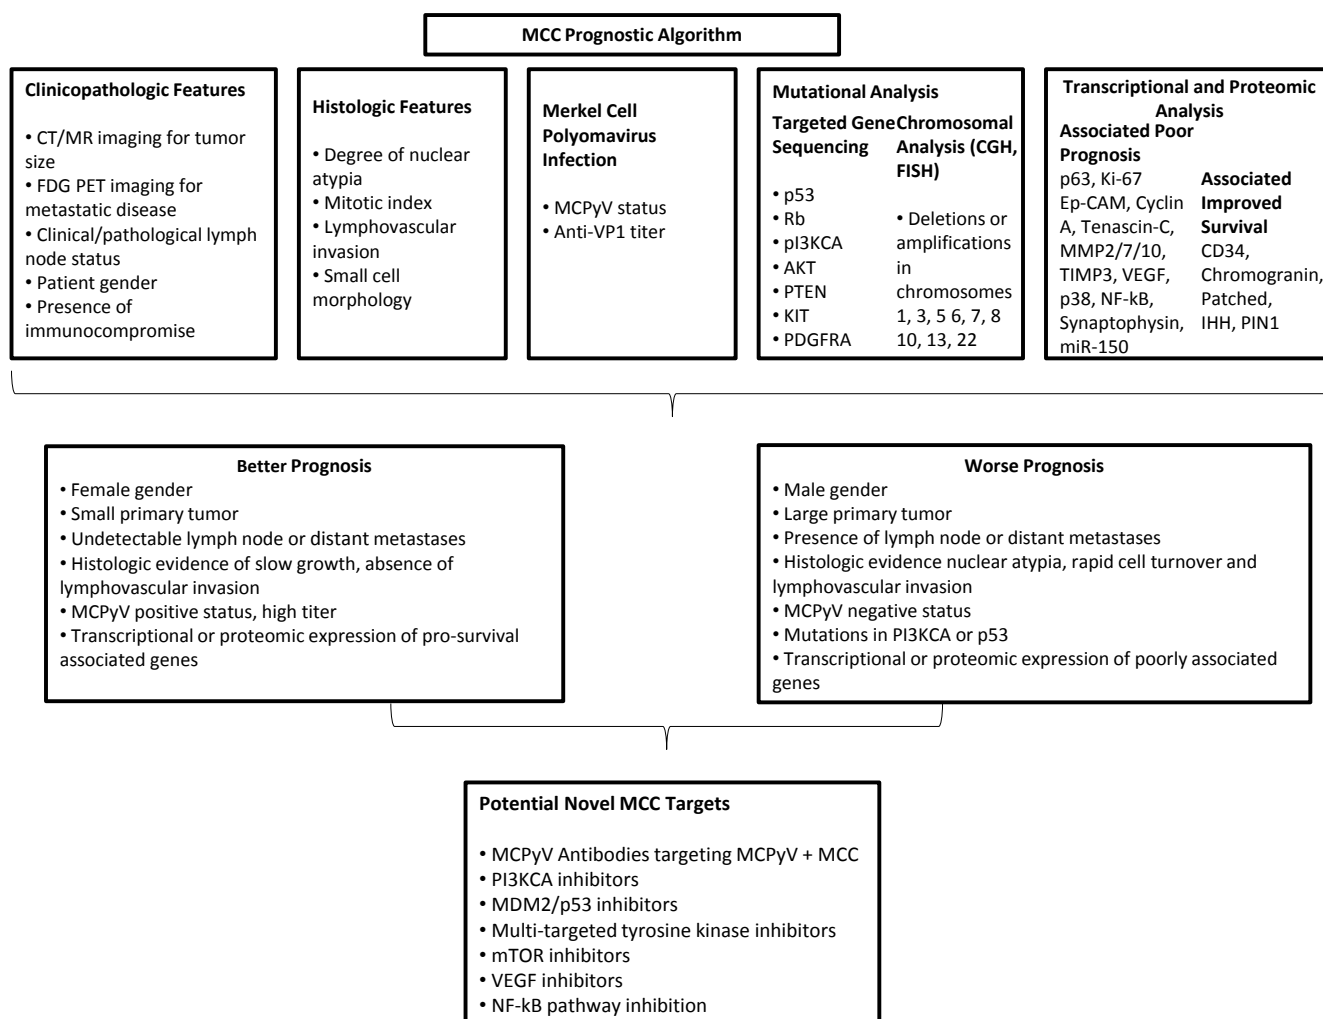 MCC Prognostic Algorithm
Clinicopathologic Features
• CT/MR imaging for tumor
size
• FDG PET imaging for
metastatic disease
• Clinical/pathological lymph
node status
• Patient gender
• Presence of
immunocompromise
Histologic Features
• Degree of nuclear
atypia
• Mitotic index
• Lymphovascular
invasion
• Small cell
morphology
Merkel Cell
Polyomavirus
Infection
• MCPyV status
• Anti-VP1 titer
Mutational Analysis
Targeted Gene
Sequencing
• p53
• Rb
• pI3KCA
• AKT
• PTEN
• KIT
• PDGFRA
Chromosomal
Analysis (CGH,
FISH)
• Deletions or
amplifications
in
chromosomes
1, 3, 5 6, 7, 8
10, 13, 22
Transcriptional and Proteomic
Analysis
Associated Poor
Prognosis
p63, Ki-67
Ep-CAM, Cyclin
A, Tenascin-C,
MMP2/7/10,
TIMP3, VEGF,
p38, NF-kB,
Synaptophysin,
miR-150
Associated
Improved
Survival
CD34,
Chromogranin,
Patched,
IHH, PIN1
Better Prognosis
• Female gender
• Small primary tumor
• Undetectable lymph node or distant metastases
• Histologic evidence of slow growth, absence of
lymphovascular invasion
• MCPyV positive status, high titer
• Transcriptional or proteomic expression of pro-survival
associated genes
Worse Prognosis
• Male gender
• Large primary tumor
• Presence of lymph node or distant metastases
• Histologic evidence nuclear atypia, rapid cell turnover and
lymphovascular invasion
• MCPyV negative status
• Mutations in PI3KCA or p53
• Transcriptional or proteomic expression of poorly associated
genes
Potential Novel MCC Targets
• MCPyV Antibodies targeting MCPyV + MCC
• PI3KCA inhibitors
• MDM2/p53 inhibitors
• Multi-targeted tyrosine kinase inhibitors
• mTOR inhibitors
• VEGF inhibitors
• NF-kB pathway inhibition